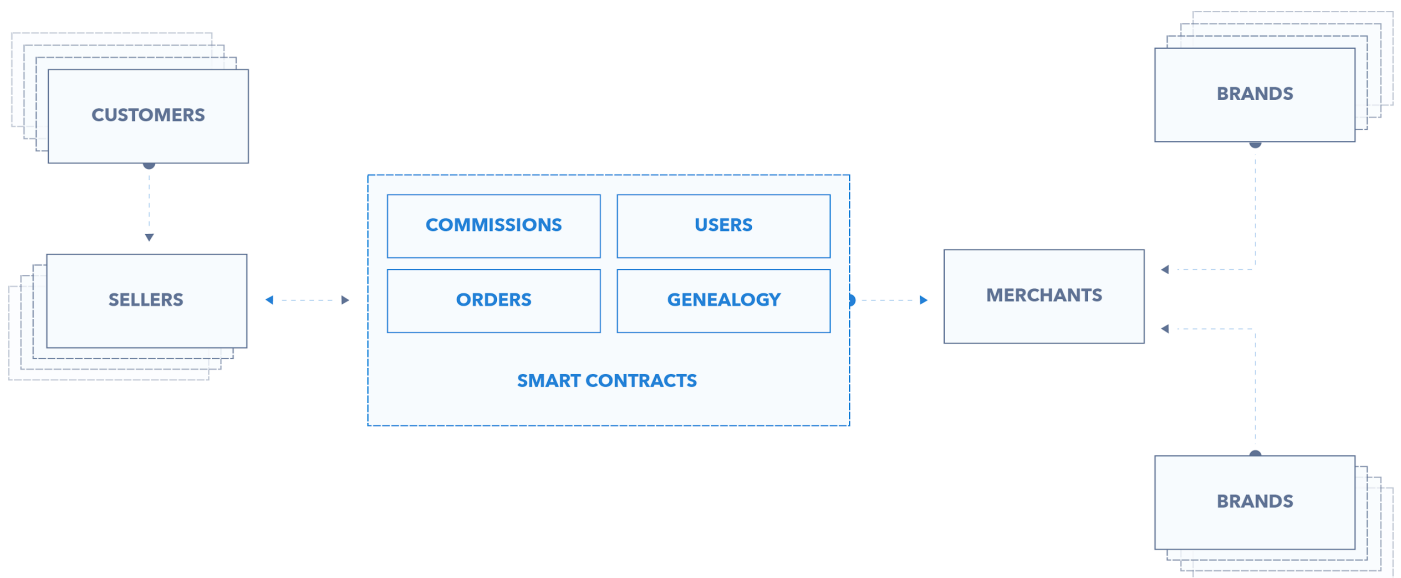 CUSTOMERS
BRANDS
COMMISSIONS
USERS
SELLERS
ORDERS
GENEALOGY
MERCHANTS
SMART CONTRACTS
BRANDS